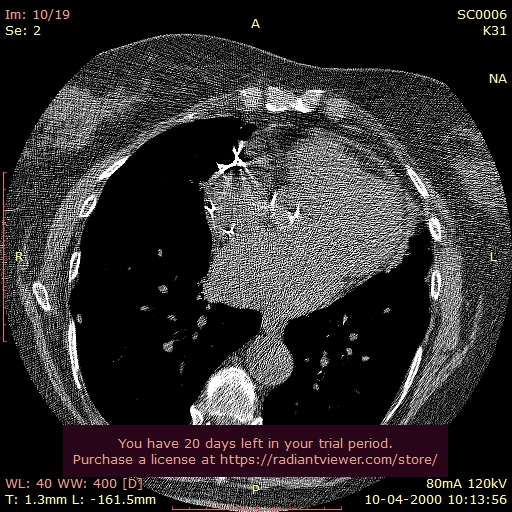 Im: 10/19
Se: 2
A
SC0006
K31
NA
R
L
You have 20 days left in your trial period.
Purchase a license at https://radiantviewer.com/store/
WL: 40 WW: 400 [D]
T: 1.3mm L: -161.5mm
P
80mA 120kV
10-04-2000 10:13:56